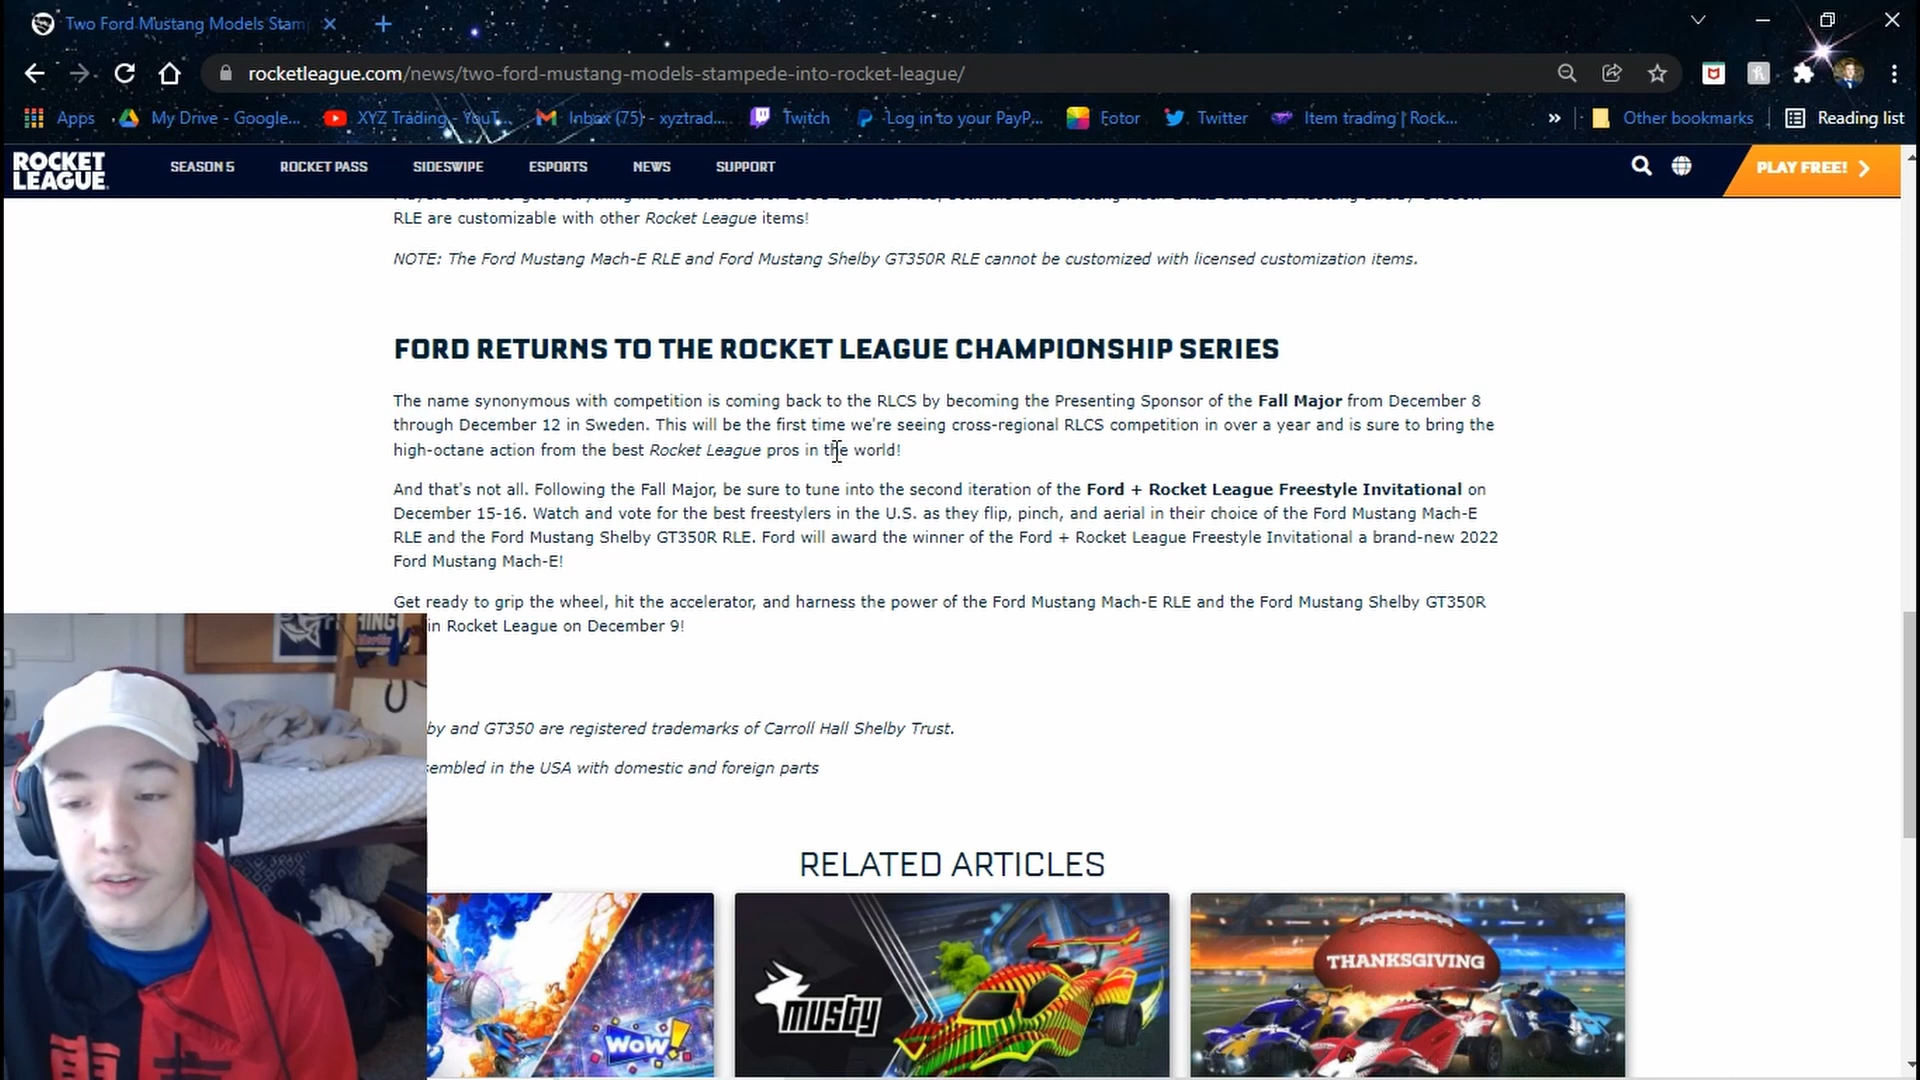 Two Ford Mustang Models Stam
rocketleague.com/news/two-ford-mustang-models-stampede-into-rocket-league/
Apps My Drive - Google... XYZ Trading - YouT... Inbox (75) - xyztrad... Twitch Log in to your PayP... Fotor Twitter Item trading | Rock... » Other bookmarks Reading list
ROCKET
LEAGUE
SEASON 5 ROCKET PASS SIDESWIPE ESPORTS NEWS SUPPORT PLAY FREE!
RLE are customizable with other Rocket League items!
NOTE: The Ford Mustang Mach-E RLE and Ford Mustang Shelby GT350R RLE cannot be customized with licensed customization items.
FORD RETURNS TO THE ROCKET LEAGUE CHAMPIONSHIP SERIES
The name synonymous with competition is coming back to the RLCS by becoming the Presenting Sponsor of the Fall Major from December 8
through December 12 in Sweden. This will be the first time we're seeing cross-regional RLCS competition in over a year and is sure to bring the
high-octane action from the best Rocket League pros in the world!
And that's not all. Following the Fall Major, be sure to tune into the second iteration of the Ford + Rocket League Freestyle Invitational on
December 15-16. Watch and vote for the best freestylers in the U.S. as they flip, pinch, and aerial in their choice of the Ford Mustang Mach-E
RLE and the Ford Mustang Shelby GT350R RLE. Ford will award the winner of the Ford + Rocket League Freestyle Invitational a brand-new 2022
Ford Mustang Mach-E!
Get ready to grip the wheel, hit the accelerator, and harness the power of the Ford Mustang Mach-E RLE and the Ford Mustang Shelby GT350R
in Rocket League on December 9!
by and GT350 are registered trademarks of Carroll Hall Shelby Trust.
sembled in the USA with domestic and foreign parts
RELATED ARTICLES
WOW!
MUSTY
THANKSGIVING